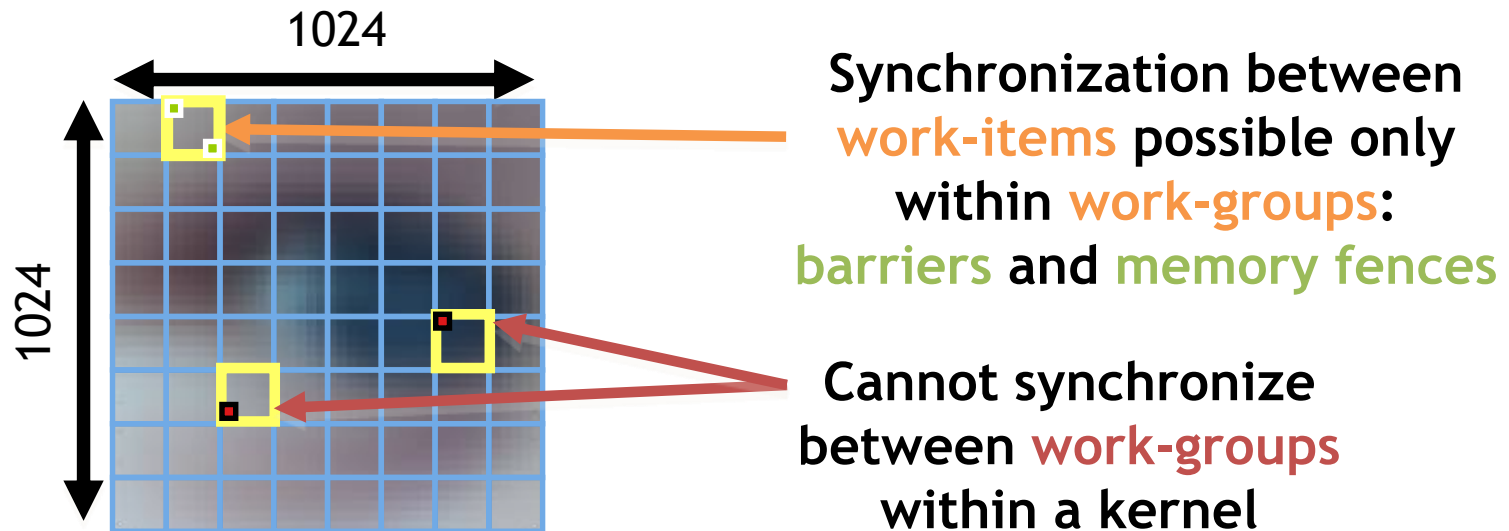 1024
1024
Synchronization between
work-items possible only
within work-groups:
barriers and memory fences
Cannot synchronize
between work-groups
within a kernel